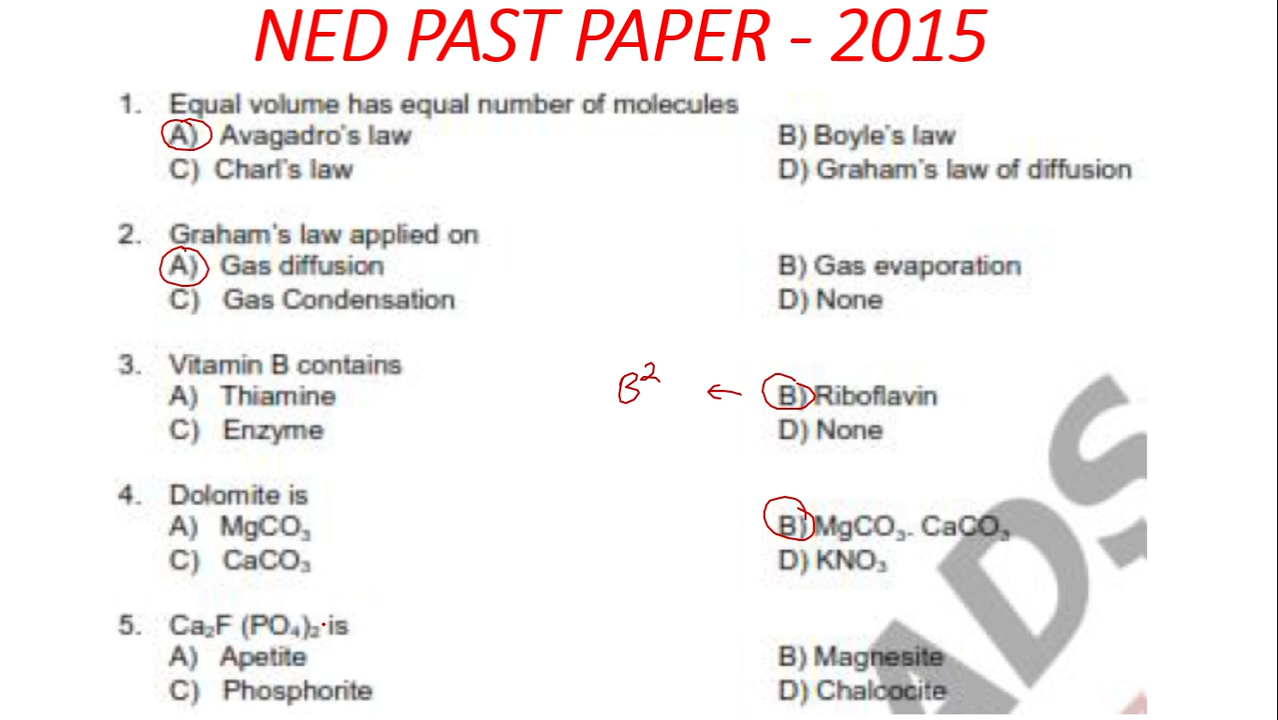 NED PAST PAPER - 2015
1. Equal volume has equal number of molecules
A) Avagadro's law B) Boyle's law
C) Charl's law D) Graham's law of diffusion
2. Graham's law applied on
A) Gas diffusion B) Gas evaporation
C) Gas Condensation D) None
3. Vitamin B contains
A) Thiamine B² ← B) Riboflavin
C) Enzyme D) None
4. Dolomite is
A) MgCO₃ B) MgCO₃. CaCO₃
C) CaCO₃ D) KNO₃
5. Ca₂F (PO₄)₂ is
A) Apetite B) Magnesite
C) Phosphorite D) Chalcocite
ADS